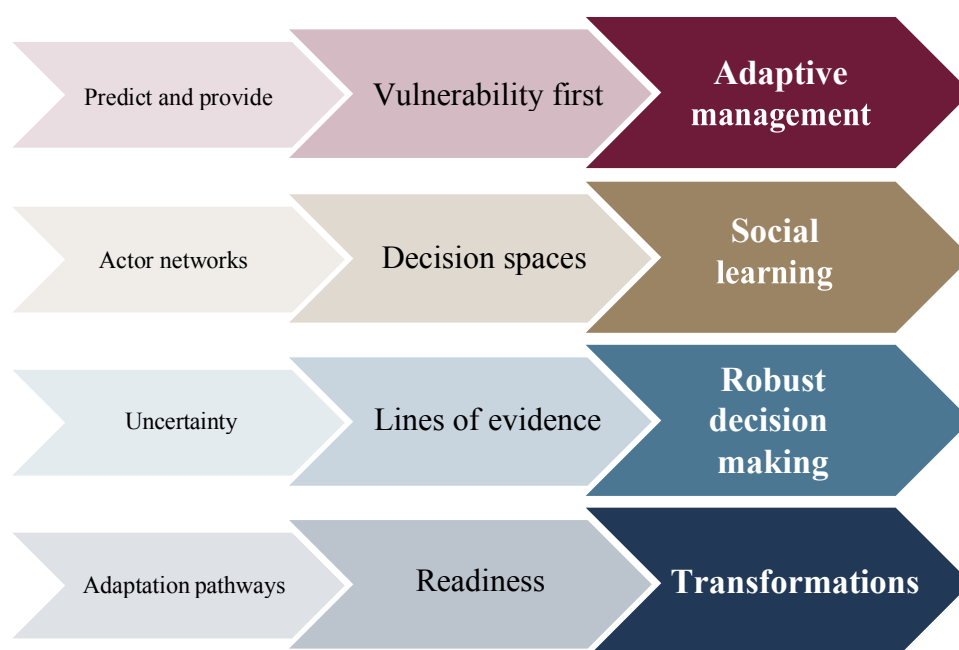 Predict and provide
Vulnerability first
Adaptive
management
Actor networks
Decision spaces
Social
learning
Uncertainty
Lines of evidence
Robust
decision
making
Adaptation pathways
Readiness
Transformations